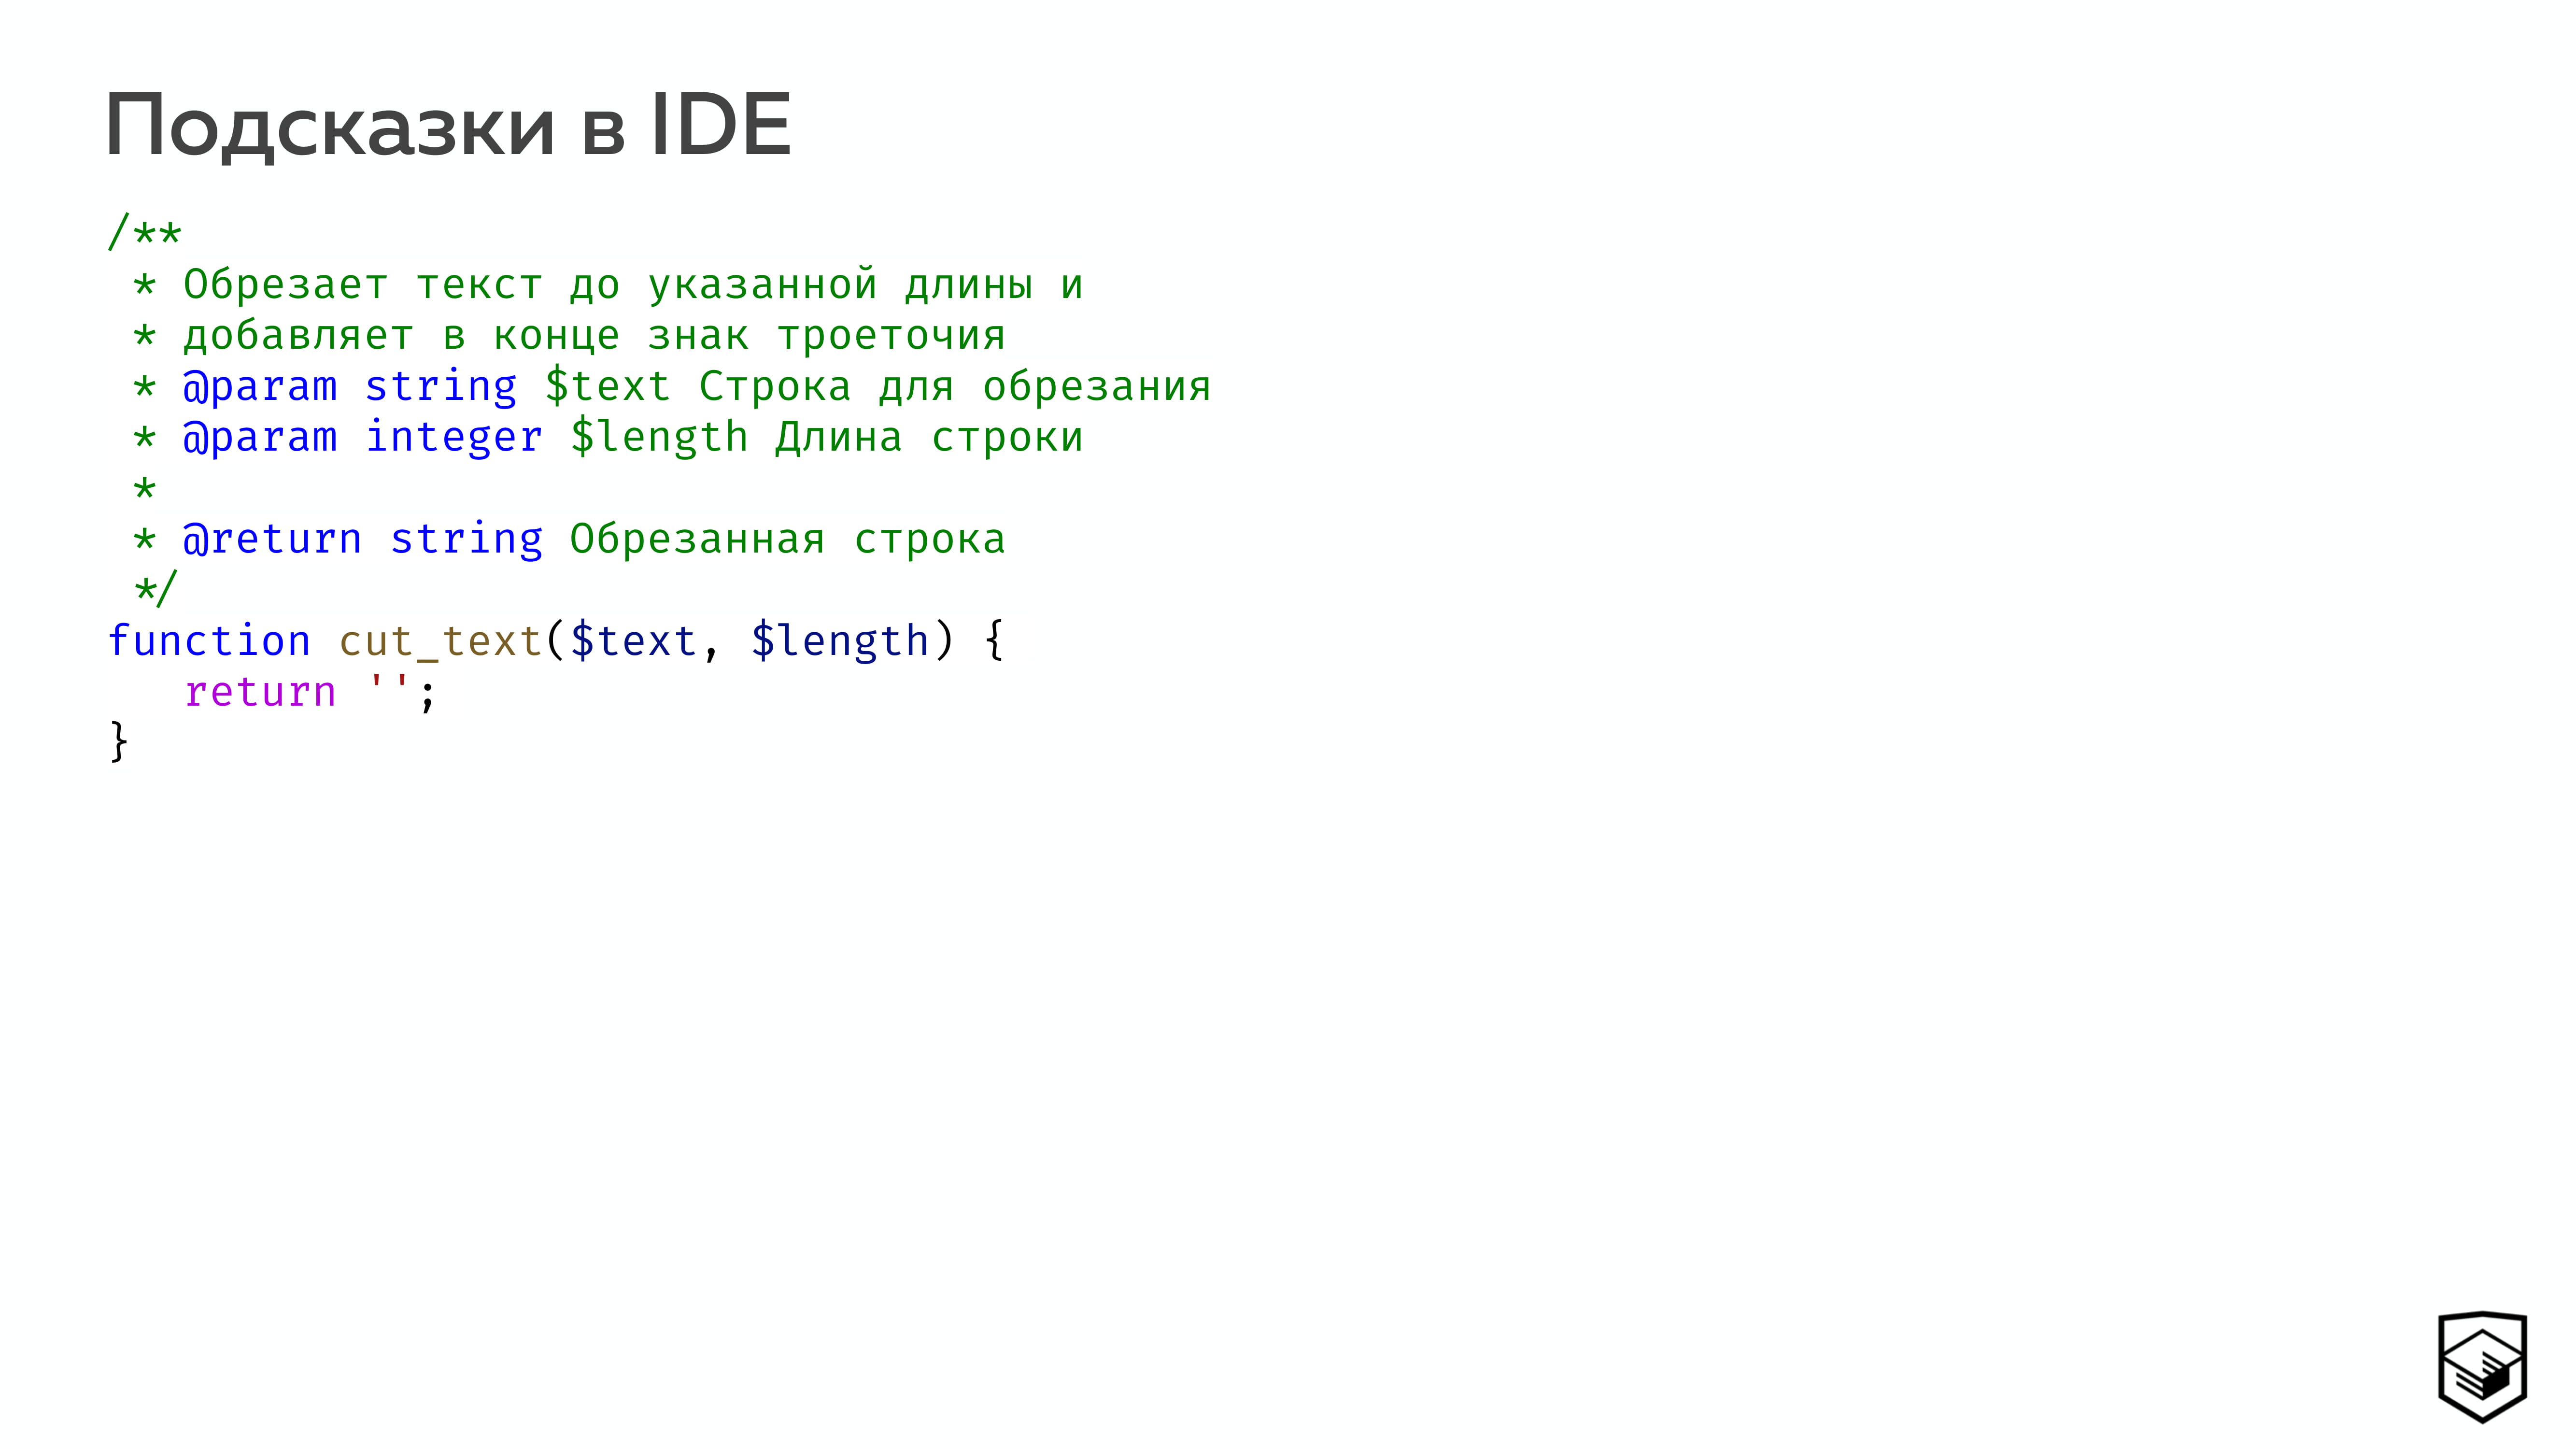 Подсказки в IDE
/**
 * Обрезает текст до указанной длины и
 * добавляет в конце знак троеточия
 * @param string $text Строка для обрезания
 * @param integer $length Длина строки
 *
 * @return string Обрезанная строка
 */
function cut_text($text, $length) {
   return '';
}